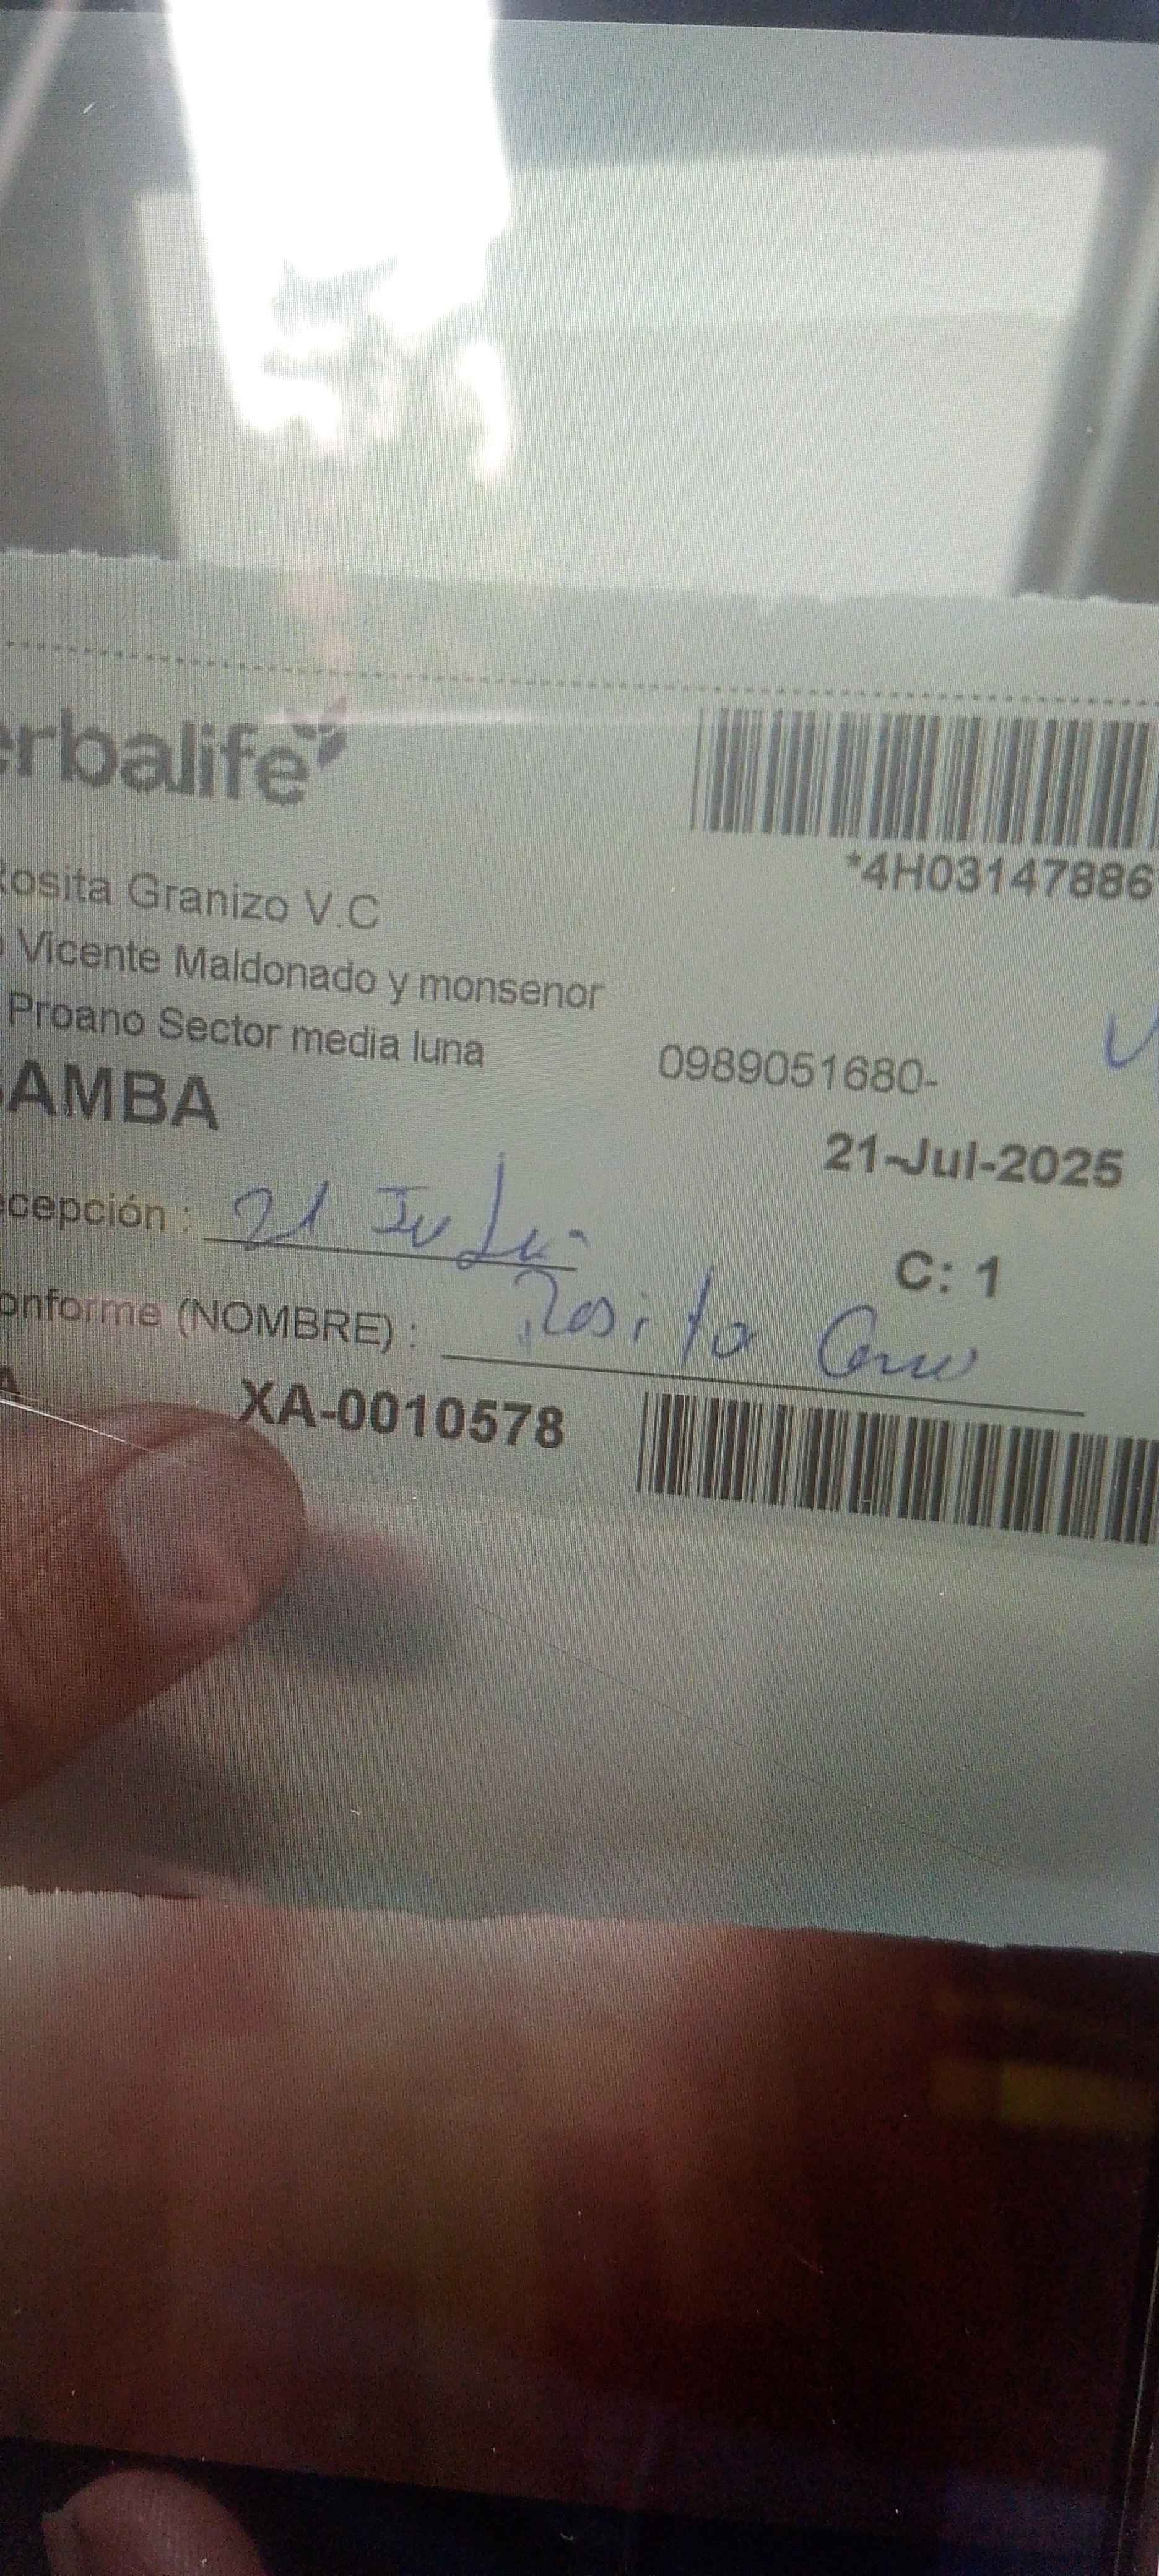 erbalife
*4H03147886
Rosita Granizo V.C
Vicente Maldonado y monsenor
Proano Sector media luna
0989051680-
AMBA
21-Jul-2025
cepción : 21 Julio
C: 1
onforme (NOMBRE) : Rosita
XA-0010578